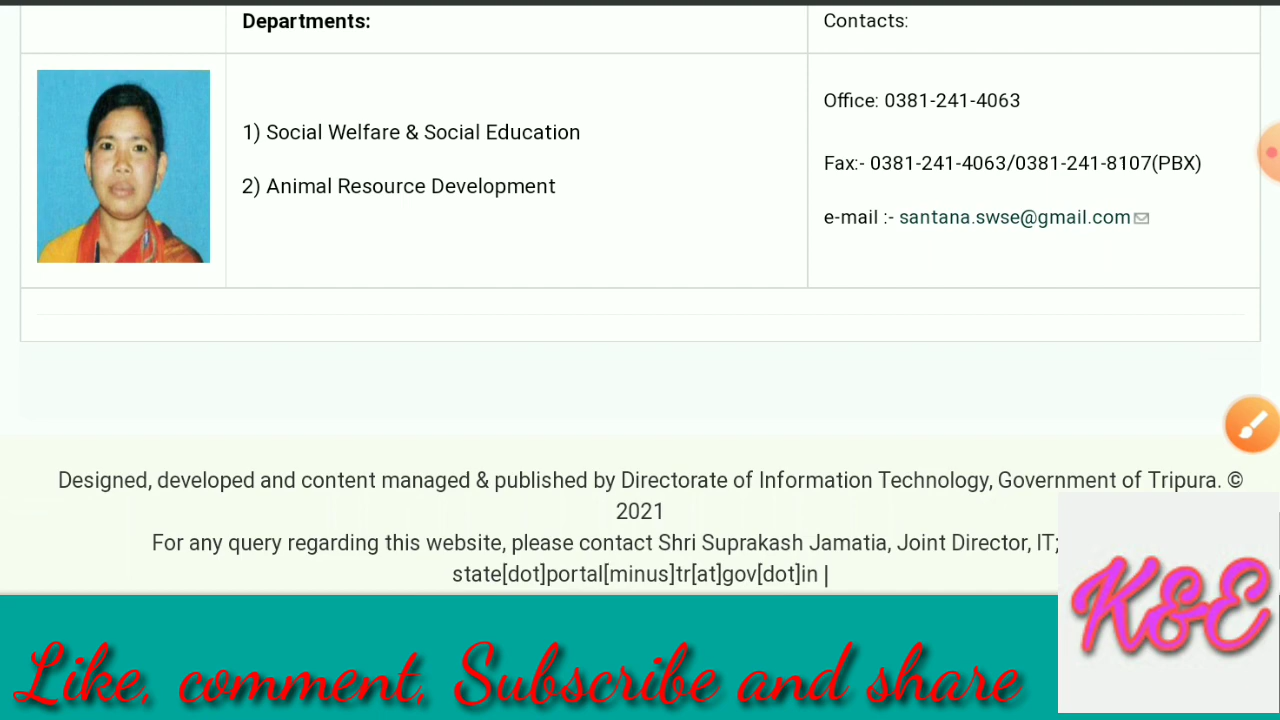 Departments:
Contacts:
1) Social Welfare & Social Education
2) Animal Resource Development
Office: 0381-241-4063
Fax:- 0381-241-4063/0381-241-8107(PBX)
e-mail :- santana.swse@gmail.com
Designed, developed and content managed & published by Directorate of Information Technology, Government of Tripura. ©
2021
For any query regarding this website, please contact Shri Suprakash Jamatia, Joint Director, IT;
state[dot]portal[minus]tr[at]gov[dot]in |
K&E
Like, comment, Subscribe and share